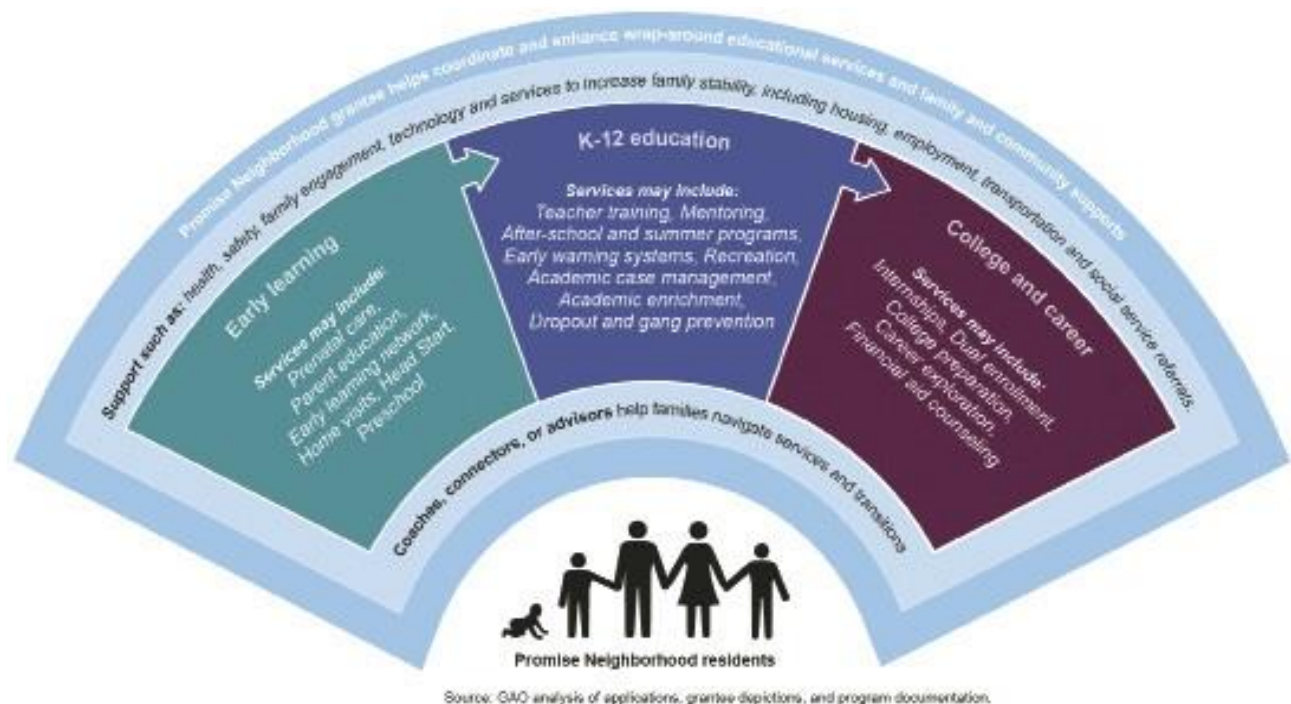 Promise Neighborhood grantee helps coordinate and enhance wrap-around educational services and family and community supports
Support such as: health, safety, family engagement, technology and services to increase family stability, including housing, employment, transportation and social service referrals.
Early learning
Services may include:
Prenatal care,
Parent education,
Early learning network,
Home visits, Head Start,
Preschool
K-12 education
Services may Include:
Teacher training, Mentoring,
After-school and summer programs,
Early warning systems, Recreation,
Academic case management,
Academic enrichment,
Dropout and gang prevention
College and career
Services may include:
Internships, Dual enrollment,
College preparation,
Career exploration,
Financial aid counseling
Coaches, connectors, or advisors help families navigate services and transitions
Promise Neighborhood residents
Source: GAO analysis of applications, grantee depictions, and program documentation.